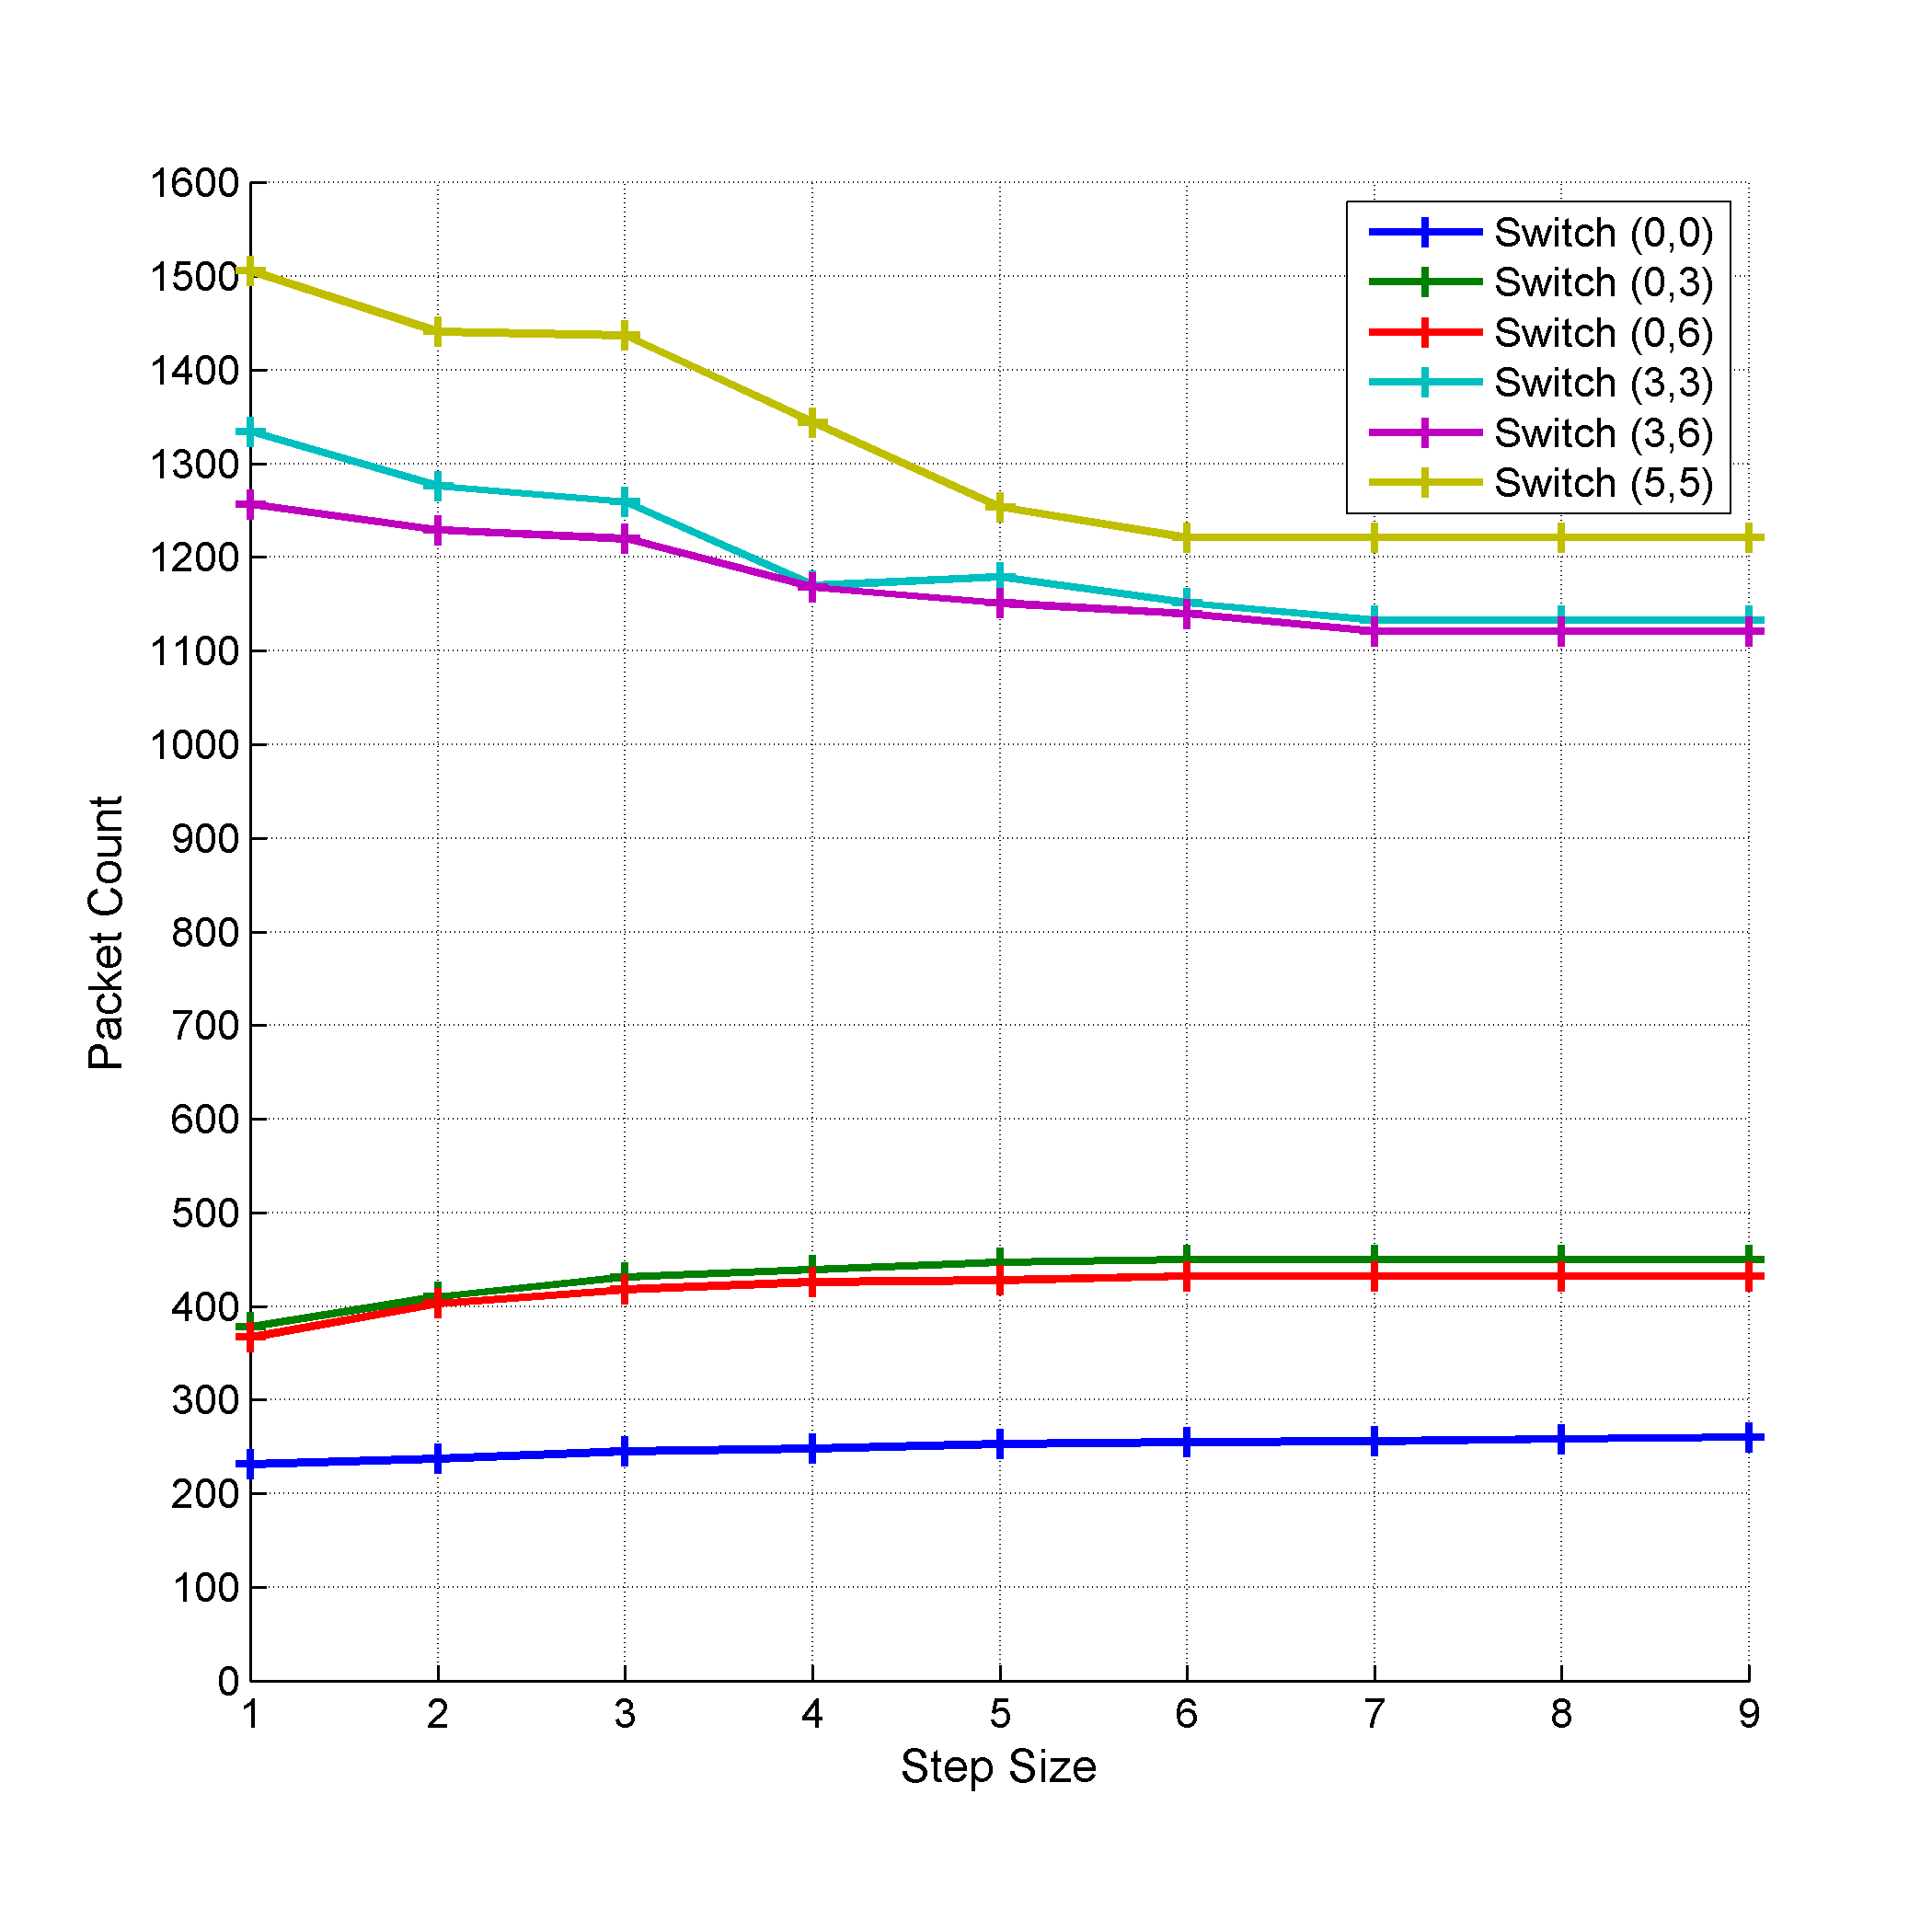 1600
1500
1400
1300
1200
1100
1000
900
800
700
600
500
400
300
200
100
0
1 2 3 4 5 6 7 8 9
Step Size
Packet Count
Switch (0,0)
Switch (0,3)
Switch (0,6)
Switch (3,3)
Switch (3,6)
Switch (5,5)